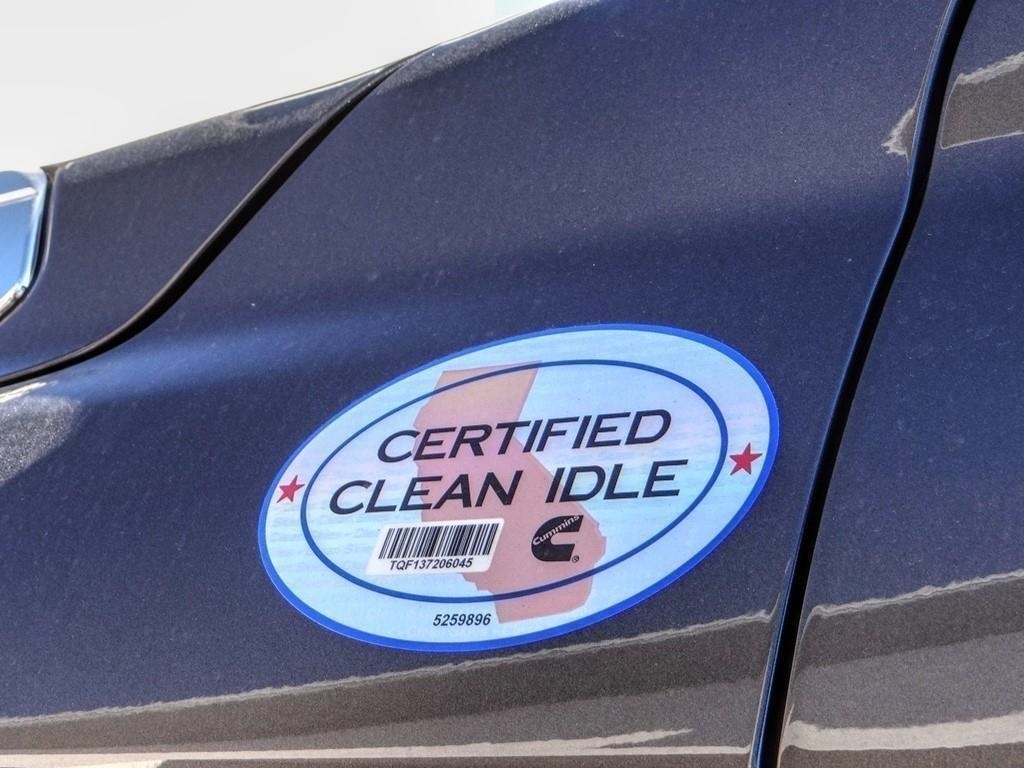 CERTIFIED
CLEAN IDLE
Cummins
®
TQF137206045
5259896